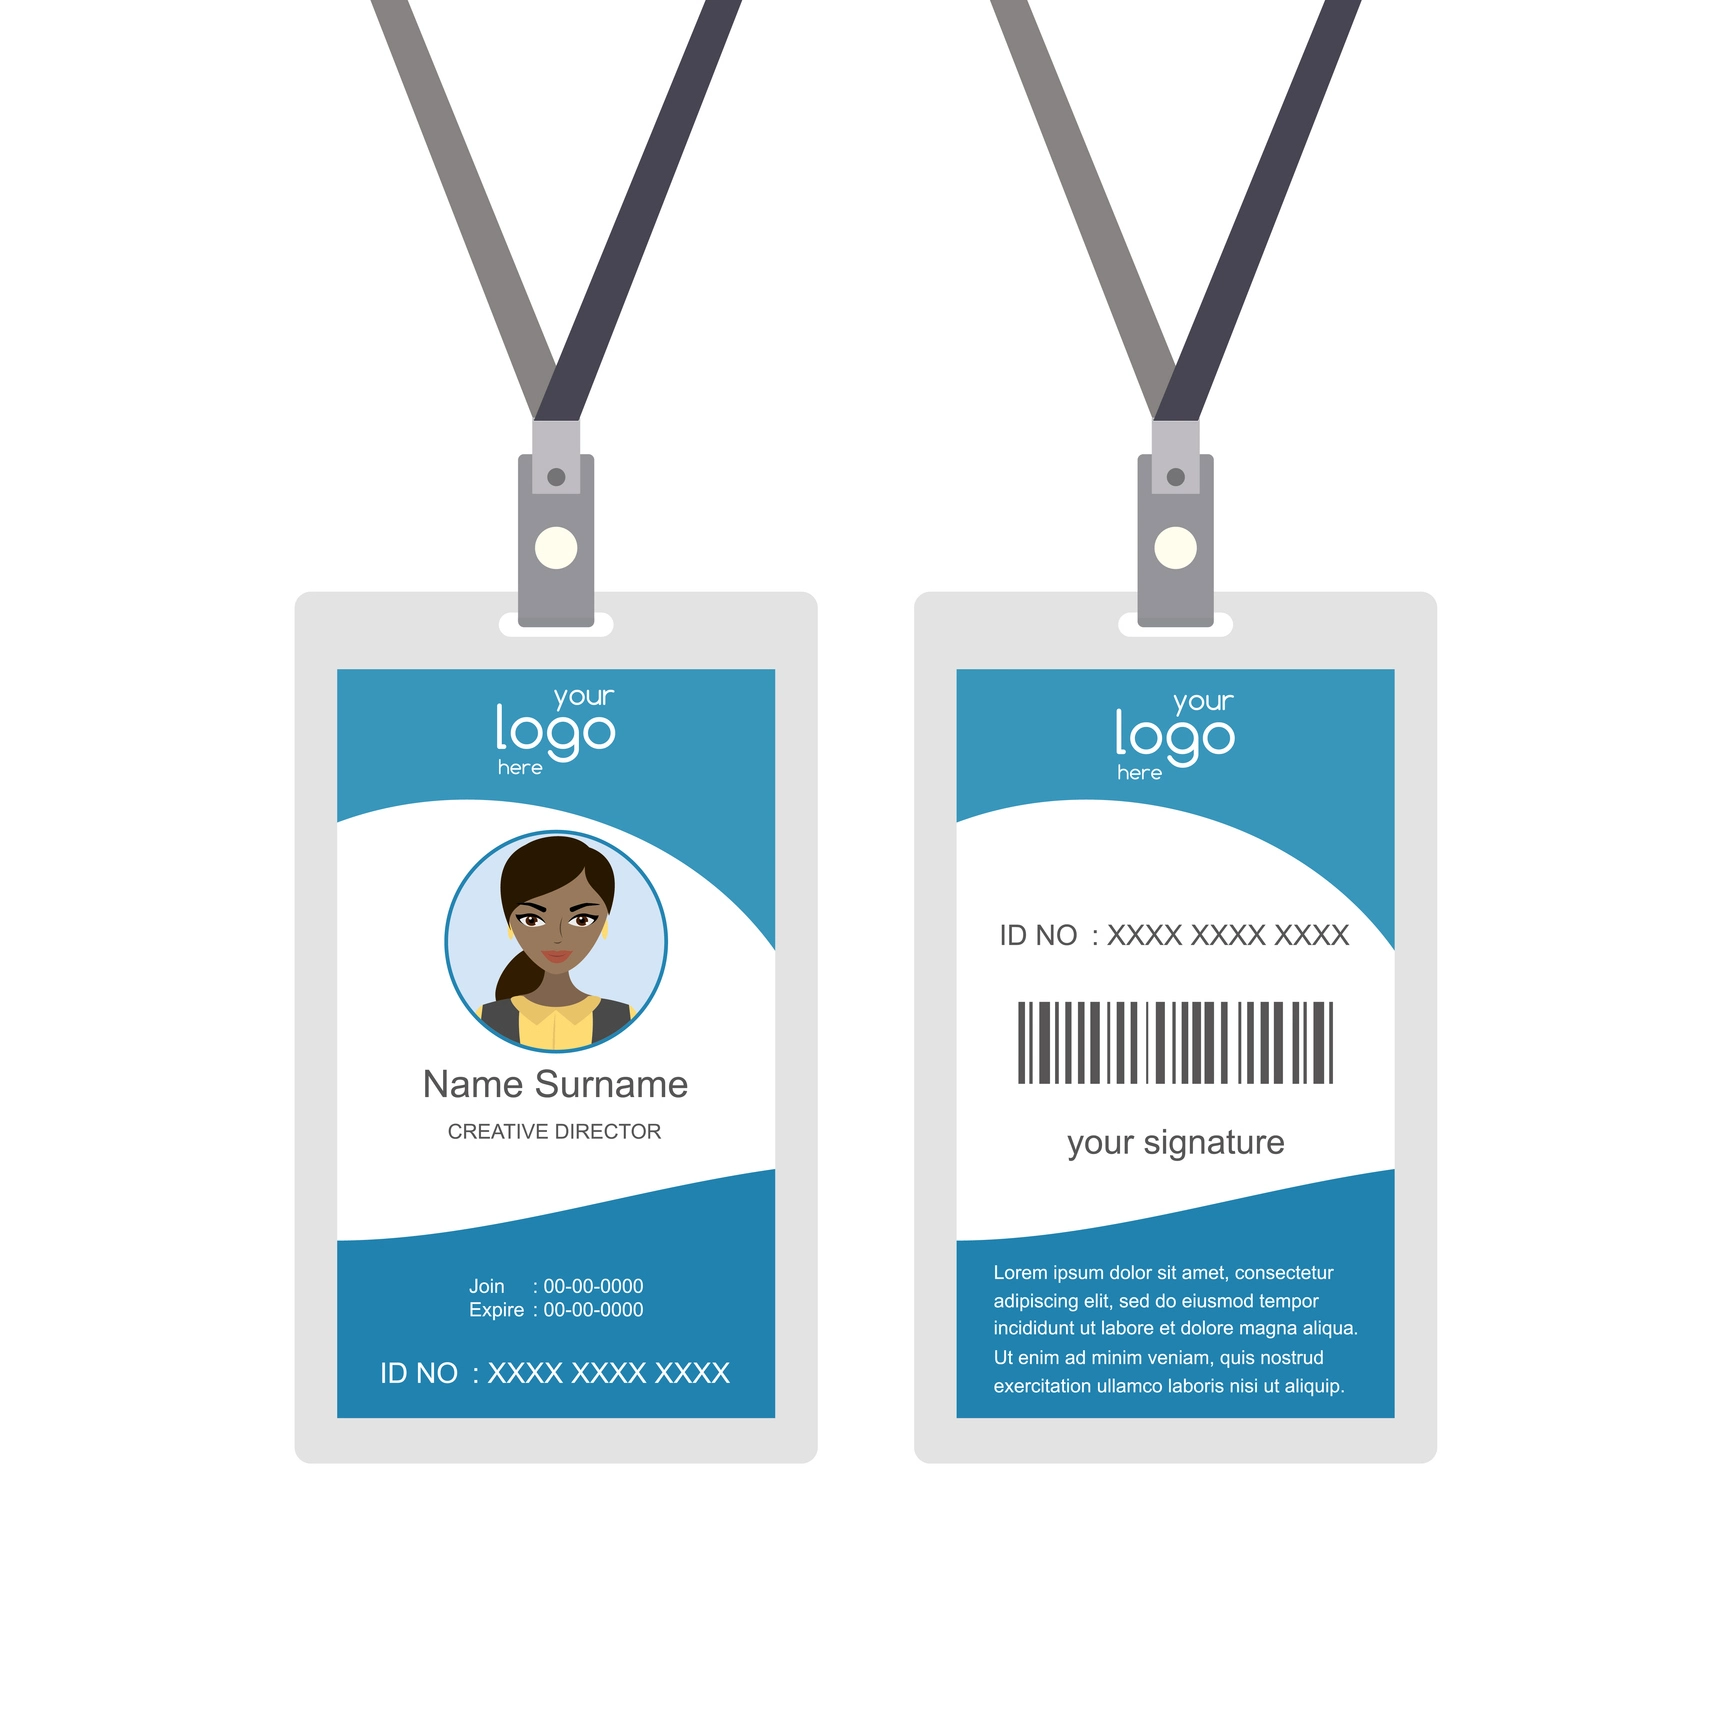 your
logo
here
Name Surname
CREATIVE DIRECTOR
Join : 00-00-0000
Expire : 00-00-0000
ID NO : XXXX XXXX XXXX
your
logo
here
ID NO : XXXX XXXX XXXX
your signature
Lorem ipsum dolor sit amet, consectetur
adipiscing elit, sed do eiusmod tempor
incididunt ut labore et dolore magna aliqua.
Ut enim ad minim veniam, quis nostrud
exercitation ullamco laboris nisi ut aliquip.